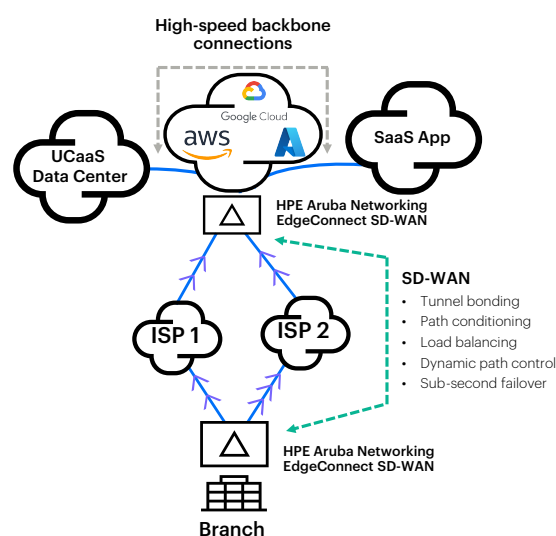 High-speed backbone
connections
Google Cloud
aws
UCaaS
Data Center
SaaS App
HPE Aruba Networking
EdgeConnect SD-WAN
SD-WAN
• Tunnel bonding
• Path conditioning
• Load balancing
• Dynamic path control
• Sub-second failover
ISP 1
ISP 2
HPE Aruba Networking
EdgeConnect SD-WAN
Branch